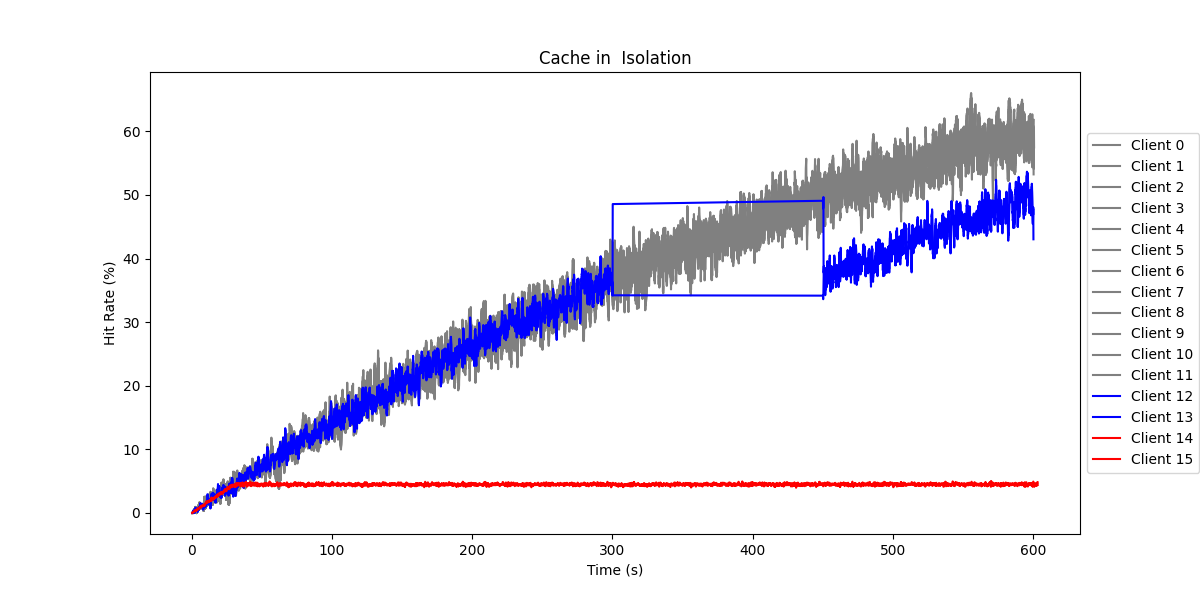 Cache in  Isolation
Hit Rate (%)
60
50
40
30
20
10
0
0 100 200 300 400 500 600
Time (s)
Client 0
Client 1
Client 2
Client 3
Client 4
Client 5
Client 6
Client 7
Client 8
Client 9
Client 10
Client 11
Client 12
Client 13
Client 14
Client 15